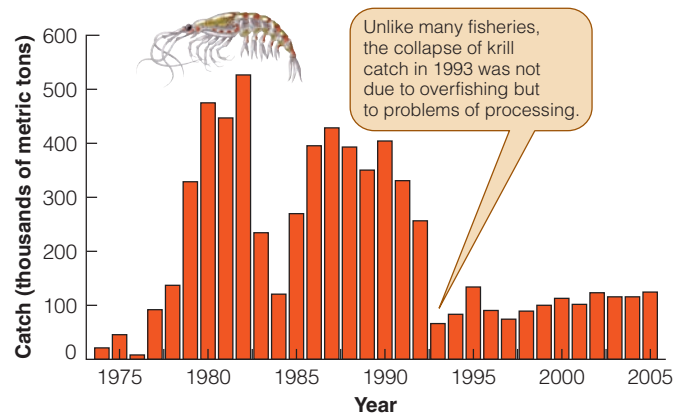 Unlike many fisheries,
the collapse of krill
catch in 1993 was not
due to overfishing but
to problems of processing.
Catch (thousands of metric tons)
600
500
400
300
200
100
0
1975 1980 1985 1990 1995 2000 2005
Year